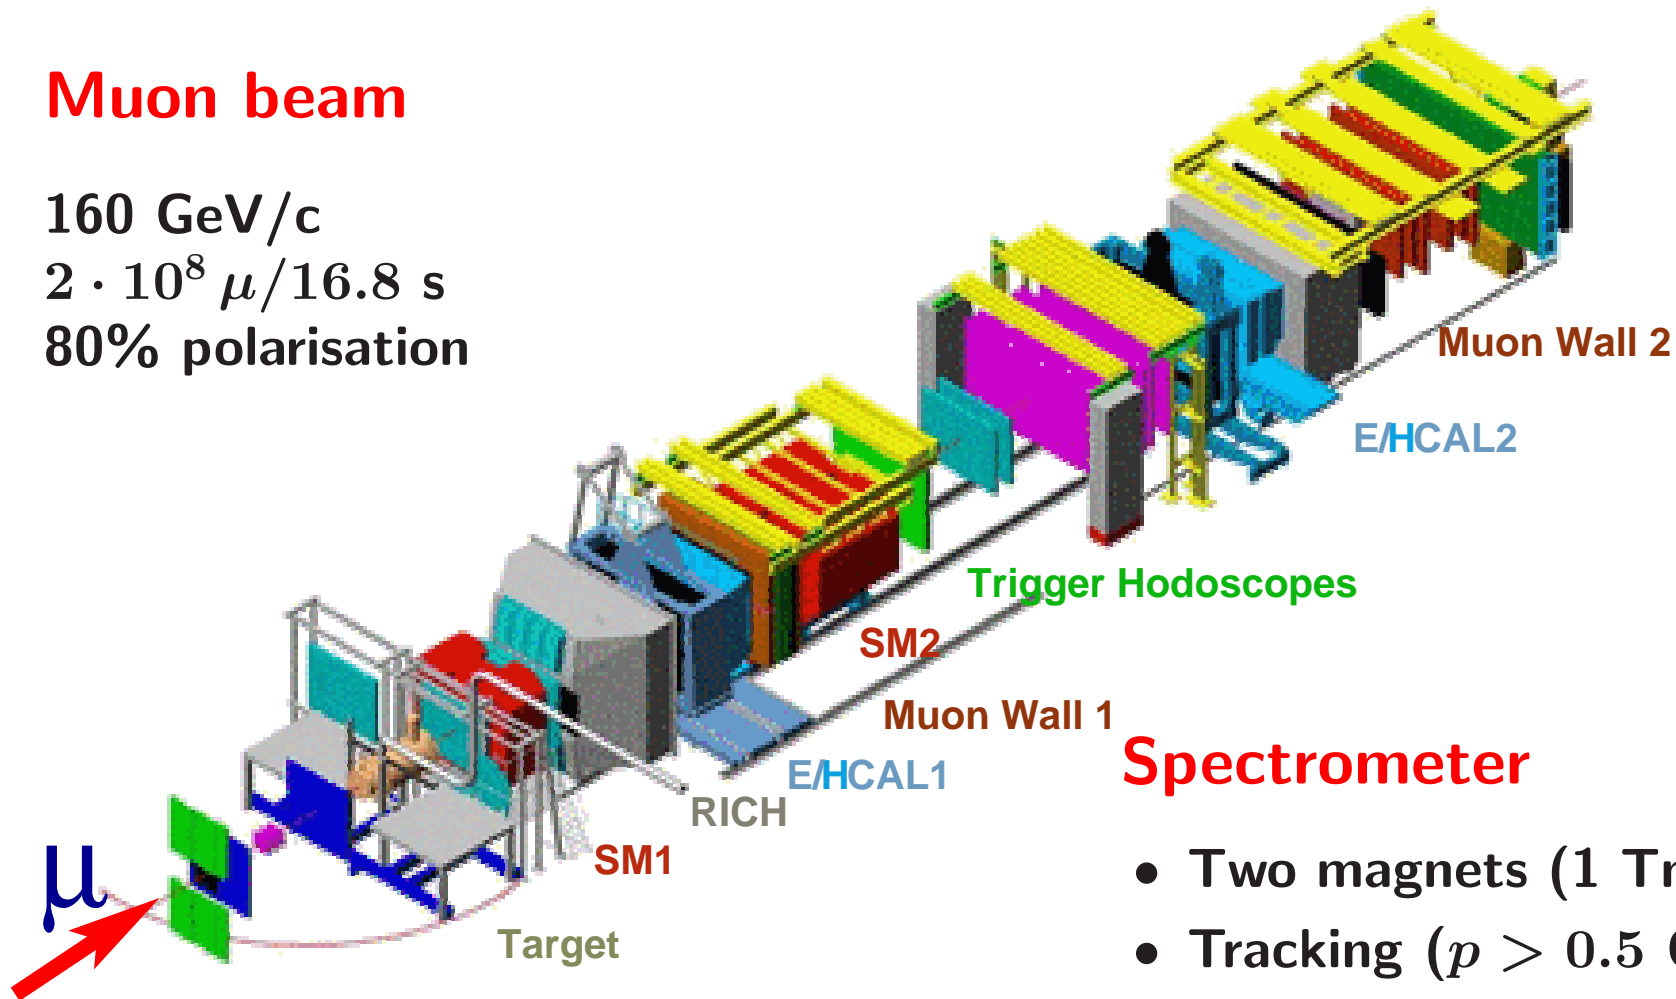 Muon beam
160 GeV/c
2 · 10⁸ μ/16.8 s
80% polarisation
Muon Wall 2
E/HCAL2
Trigger Hodoscopes
SM2
Muon Wall 1
E/HCAL1
RICH
SM1
Target
μ
Spectrometer
• Two magnets (1 T
• Tracking (p > 0.5